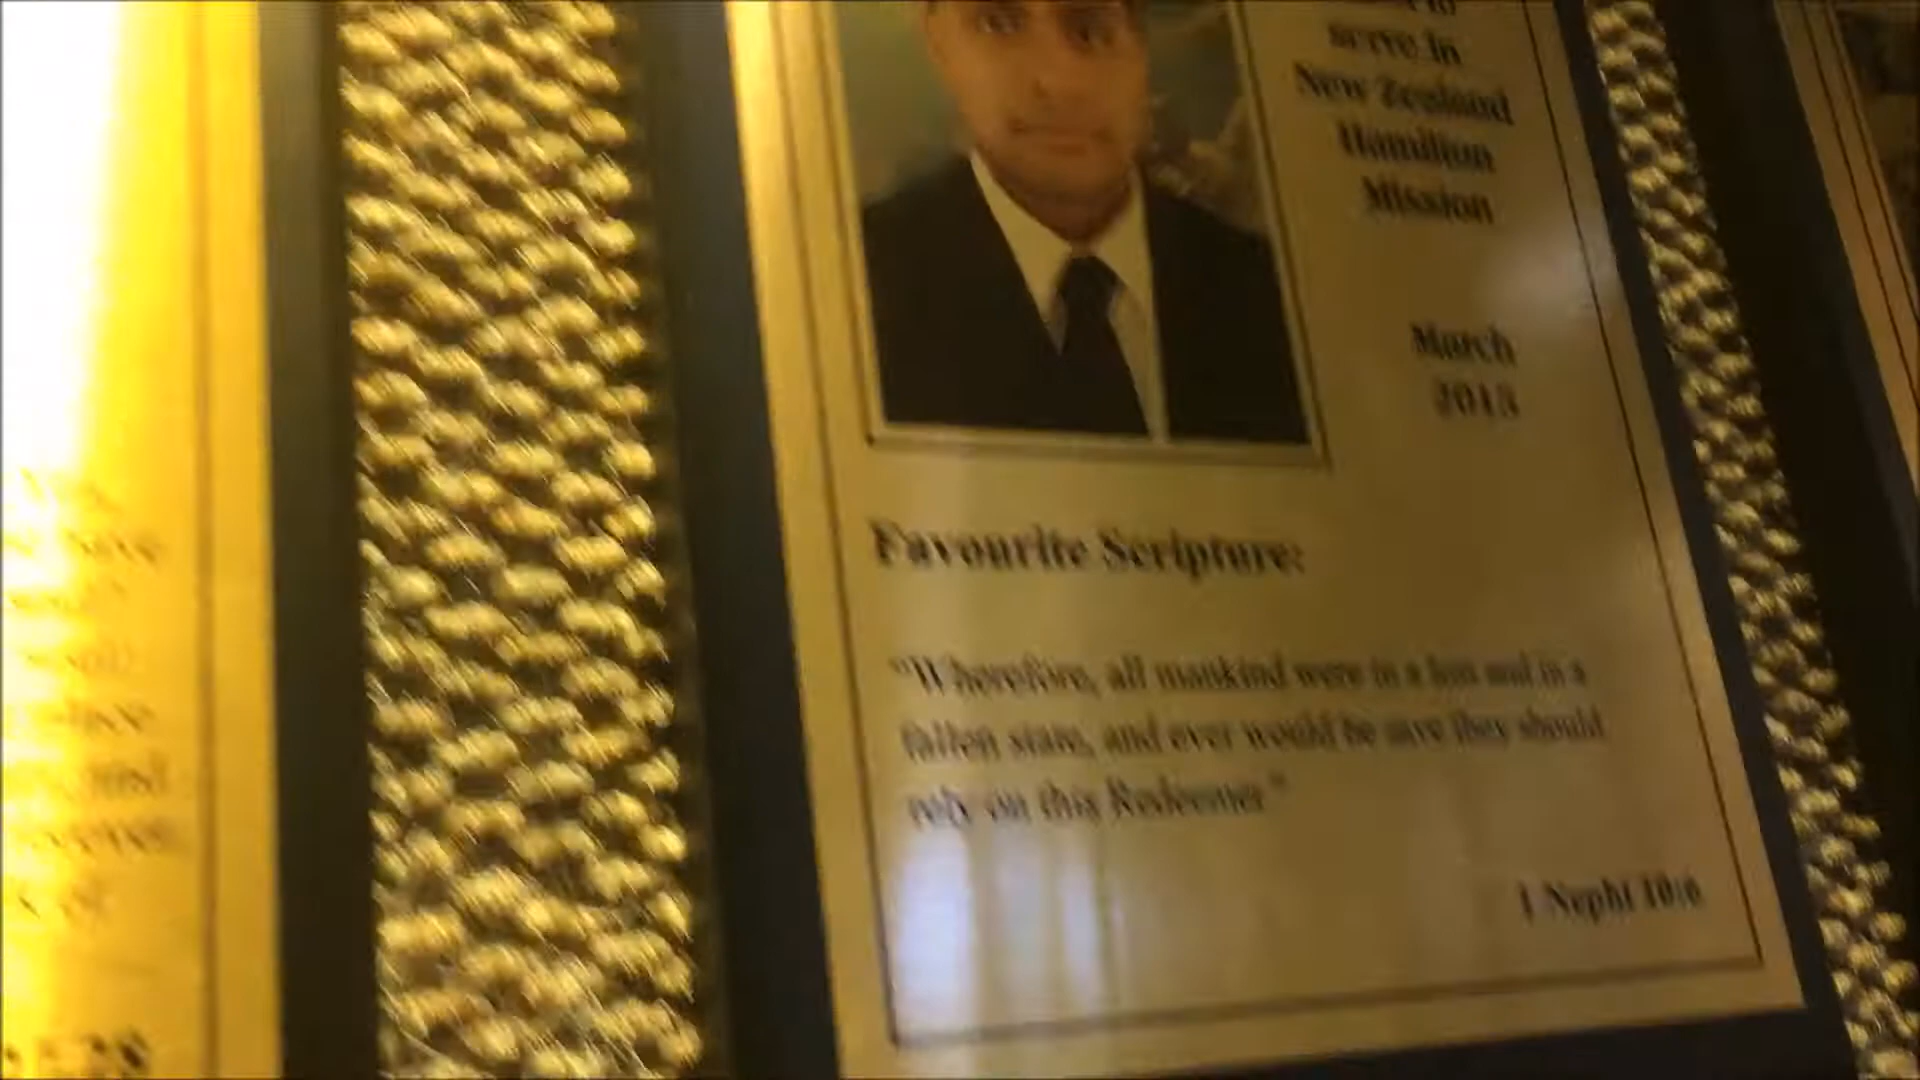 to
serve in
New Zealand
Hamilton
Mission
March
2013
Favourite Scripture:
"Wherefore, all mankind were in a lost and in a
fallen state, and ever would be save they should
rely on this Redeemer"
1 Nephi 10:6